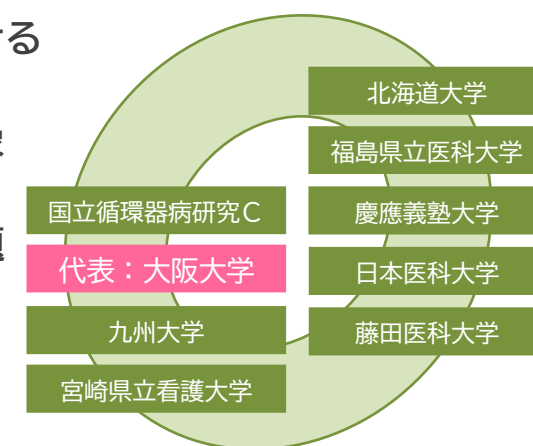 ける
国立循環器病研究C
代表：大阪大学
九州大学
宮崎県立看護大学
北海道大学
福島県立医科大学
慶應義塾大学
日本医科大学
藤田医科大学